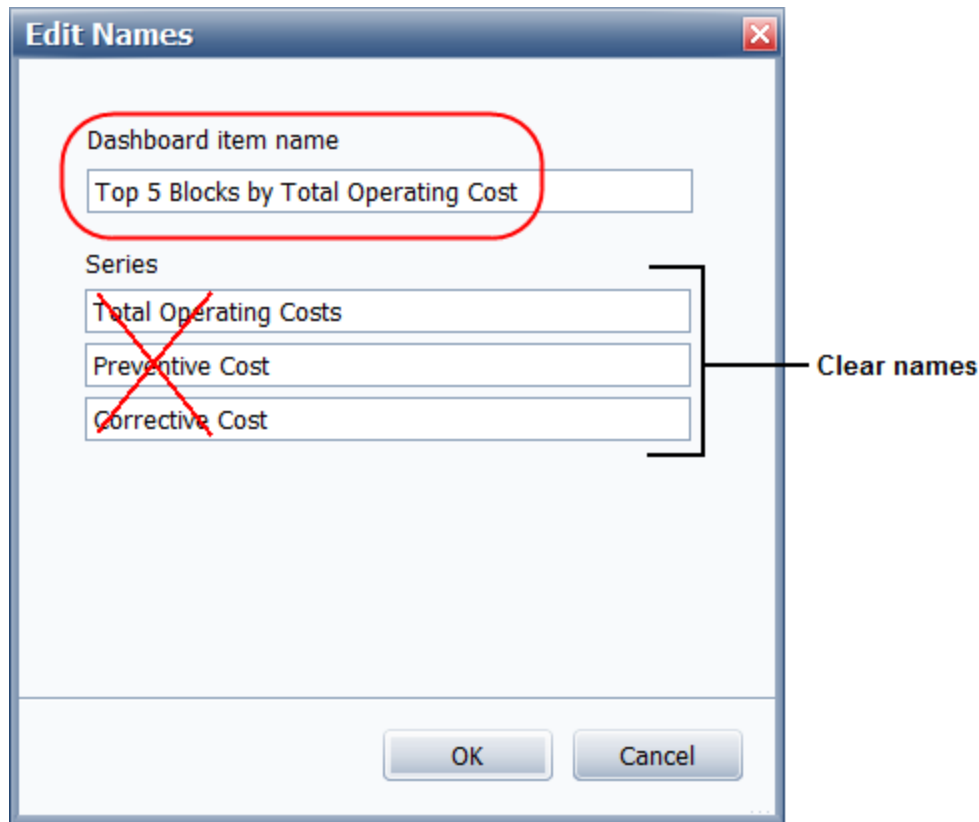 Edit Names
Dashboard item name
Top 5 Blocks by Total Operating Cost
Series
Total Operating Costs
Preventive Cost
Clear names
Corrective Cost
OK
Cancel